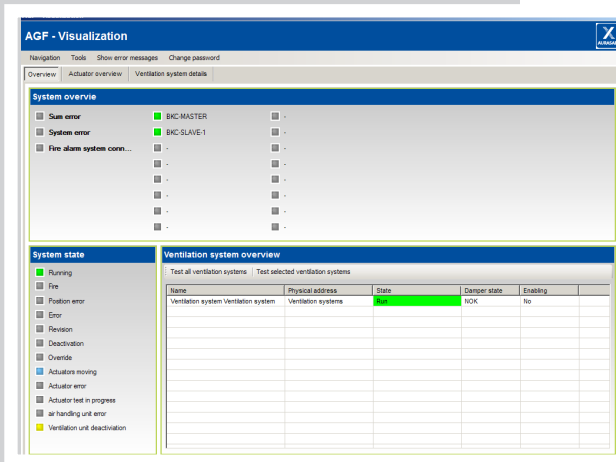 AGF - Visualization
AURASAFE
Navigation Tools Show error messages Change password
Overview Actuator overview Ventilation system details
System overvie
Sum error BKC-MASTER -
System error BKC-SLAVE-1 -
Fire alarm system conn... - -
- -
- -
- -
- -
- -
System state Ventilation system overview
Running Test all ventilation systems Test selected ventilation systems
Fire
Name Physical address State Damper state Enabling
Ventilation system Ventilation system Ventilation systems Run NOK No
Position error
Error
Revision
Deactivation
Override
Actuators moving
Actuator error
Actuator test in progress
air handling unit error
Ventilation unit deactiviation